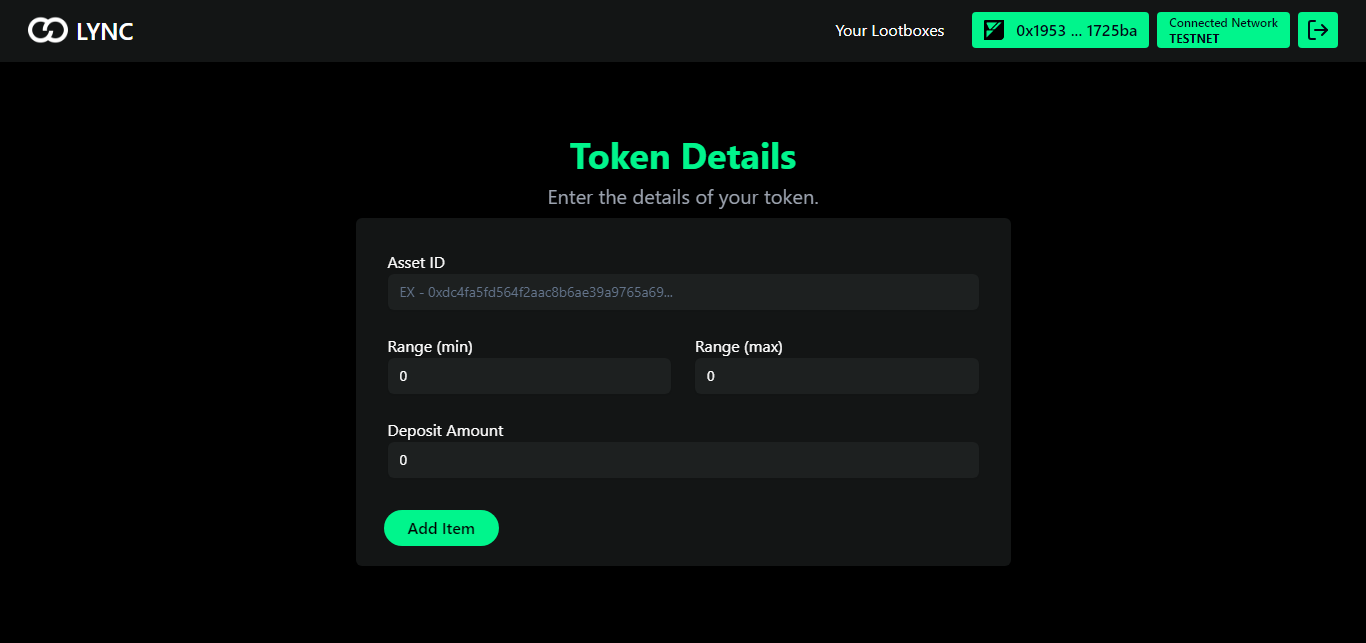 LYNC
Your Lootboxes
0x1953 ... 1725ba
Connected Network
TESTNET
Token Details
Enter the details of your token.
Asset ID
EX - 0xdc4fa5fd564f2aac8b6ae39a9765a69...
Range (min)
Range (max)
0
0
Deposit Amount
0
Add Item